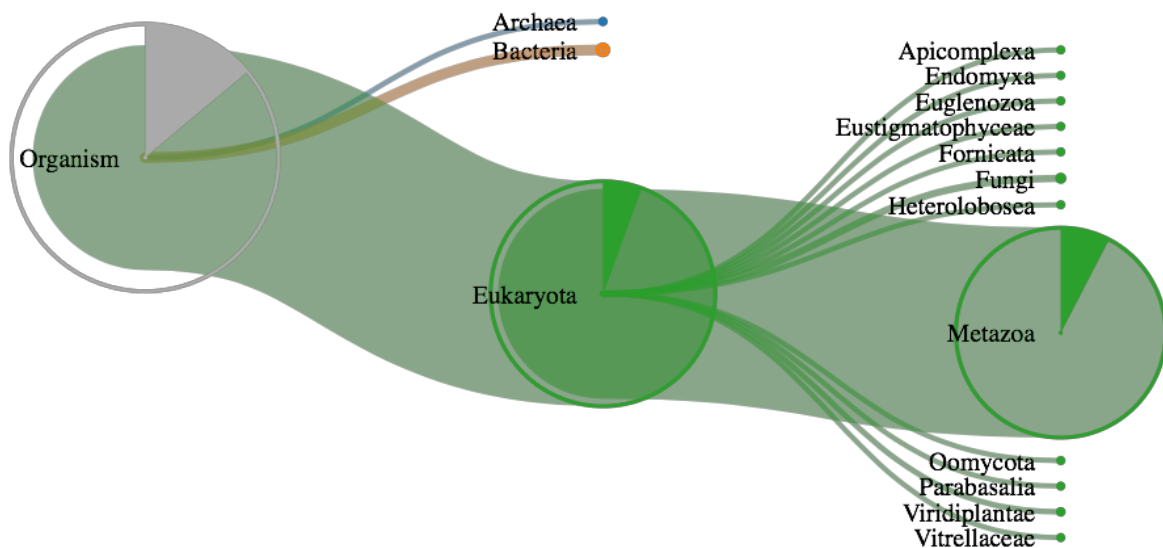 Archaea
Bacteria
Organism
Eukaryota
Apicomplexa
Endomyxa
Euglenozoa
Eustigmatophyceae
Fornicata
Fungi
Heterolobosea
Metazoa
Oomycota
Parabasalia
Viridiplantae
Vitrellaceae